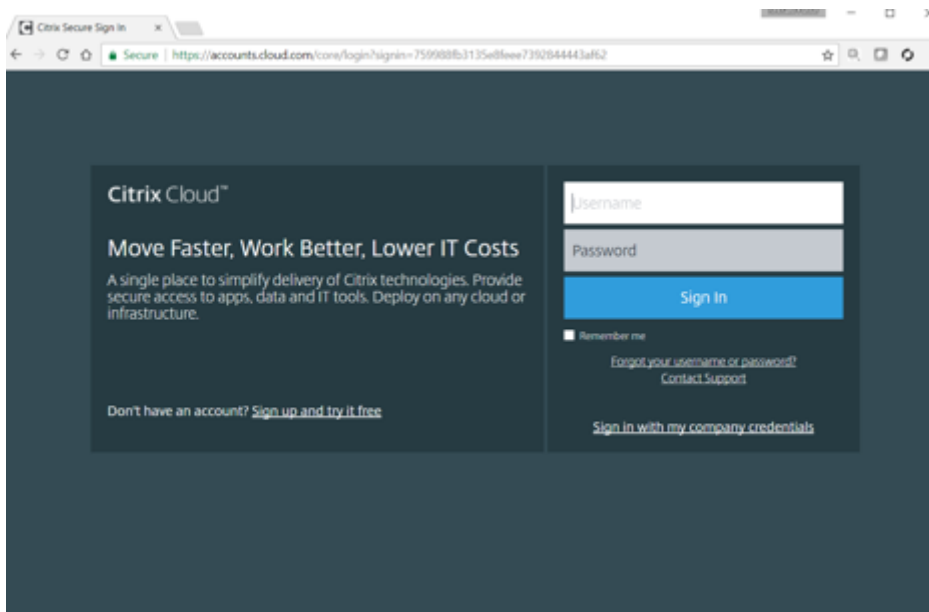 Citrix Secure Sign In
Secure | https://accounts.cloud.com/core/login?signin=759988fb3135e8feee7392844443af62
Citrix Cloud™
Move Faster, Work Better, Lower IT Costs
A single place to simplify delivery of Citrix technologies. Provide
secure access to apps, data and IT tools. Deploy on any cloud or
infrastructure.
Don't have an account? Sign up and try it free
Username
Password
Sign In
Remember me
Forgot your username or password?
Contact Support
Sign in with my company credentials